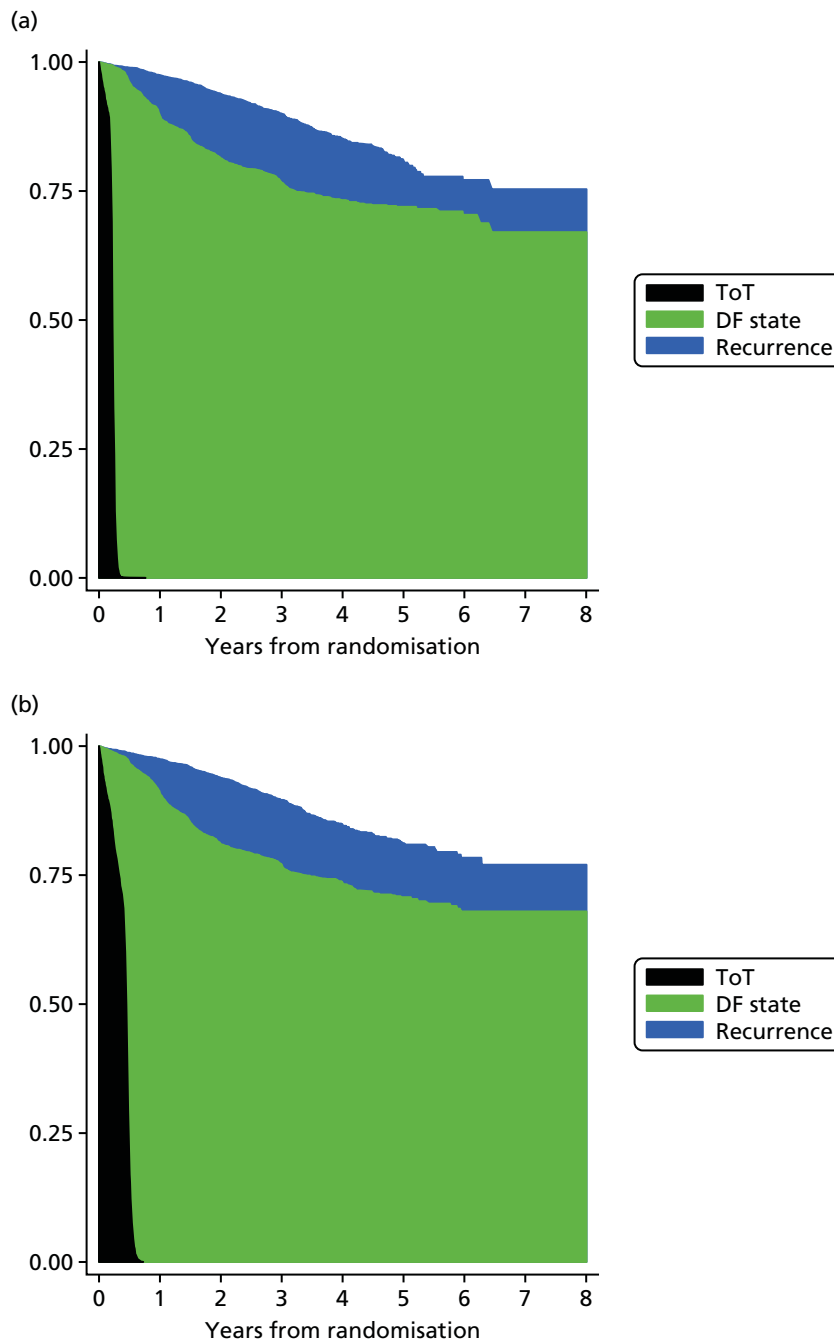 (a)
1.00
0.75
0.50
0.25
0.00
0 1 2 3 4 5 6 7 8
Years from randomisation
ToT
DF state
Recurrence
(b)
1.00
0.75
0.50
0.25
0.00
0 1 2 3 4 5 6 7 8
Years from randomisation
ToT
DF state
Recurrence